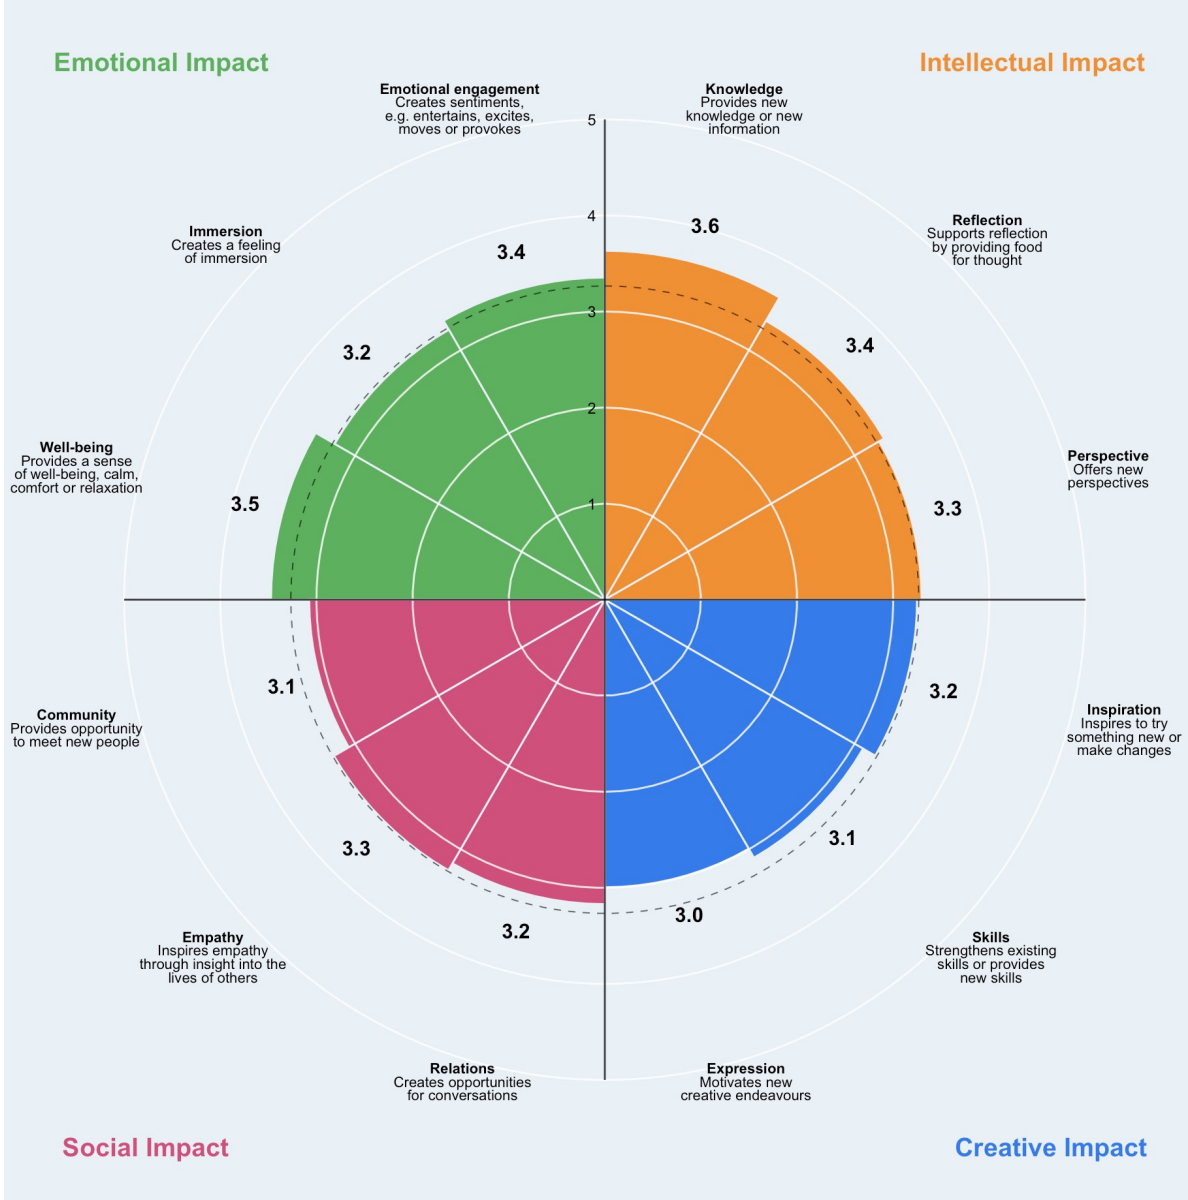 Emotional Impact
Intellectual Impact
Emotional engagement
Creates sentiments,
e.g. entertains, excites,
moves or provokes
Knowledge
Provides new
knowledge or new
information
5
4
3
2
1
Immersion
Creates a feeling
of immersion
Reflection
Supports reflection
by providing food
for thought
3.6
3.4
3.2
3.4
Well-being
Provides a sense
of well-being, calm,
comfort or relaxation
3.5
3.3
Perspective
Offers new
perspectives
3.1
3.2
Community
Provides opportunity
to meet new people
Inspiration
Inspires to try
something new or
make changes
3.3
3.1
3.2
3.0
Empathy
Inspires empathy
through insight into the
lives of others
Skills
Strengthens existing
skills or provides
new skills
Relations
Creates opportunities
for conversations
Expression
Motivates new
creative endeavours
Social Impact
Creative Impact